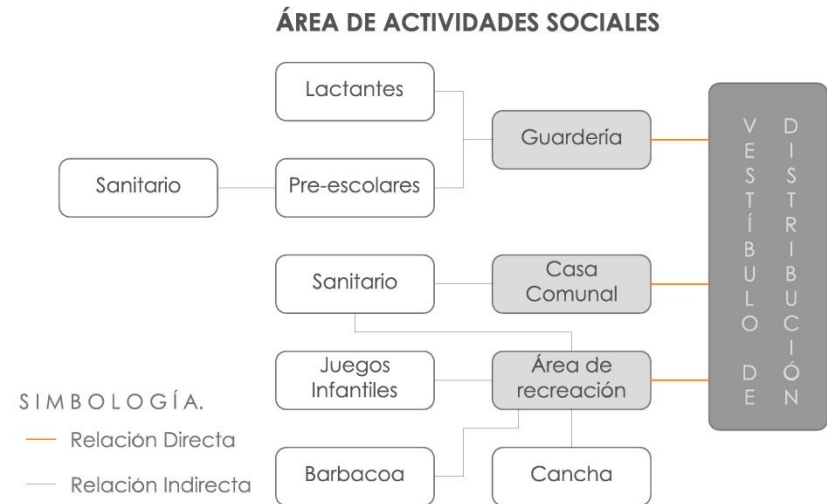 ÁREA DE ACTIVIDADES SOCIALES
Lactantes
Guardería
Sanitario
Pre-escolares
Sanitario
Casa
Comunal
Juegos
Infantiles
Área de
recreación
Barbacoa
Cancha
VESTÍBULO DE
DISTRIBUCIÓN
SIMBOLOGÍA.
Relación Directa
Relación Indirecta